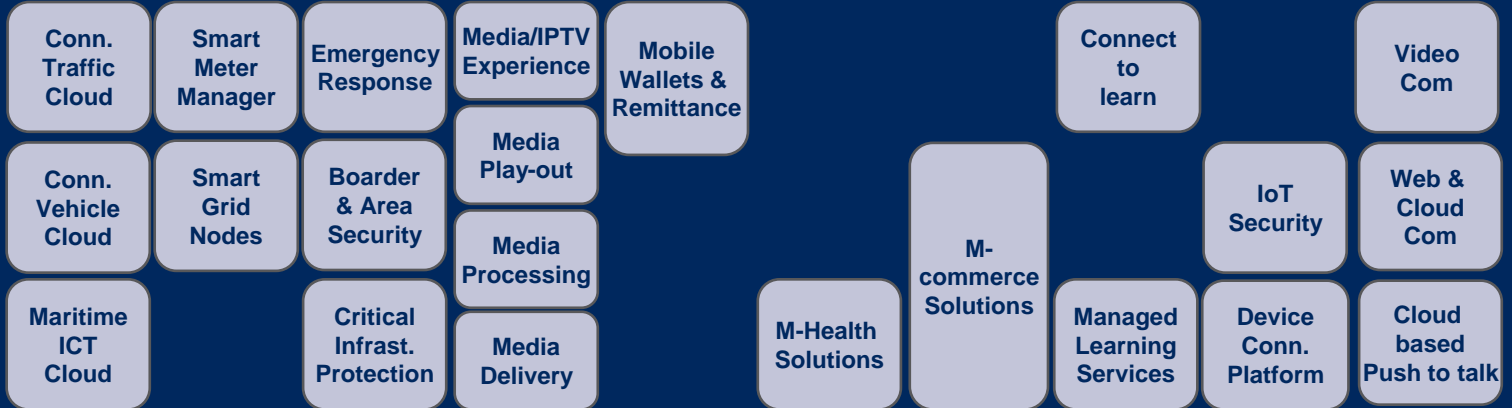 Conn.
Traffic
Cloud
Smart
Meter
Manager
Emergency
Response
Media/IPTV
Experience
Mobile
Wallets &
Remittance
Connect
to
learn
Video
Com
Media
Play-out
Conn.
Vehicle
Cloud
Smart
Grid
Nodes
Boarder
& Area
Security
Media
Processing
M-
commerce
Solutions
IoT
Security
Web &
Cloud
Com
Maritime
ICT
Cloud
Critical
Infrast.
Protection
Media
Delivery
M-Health
Solutions
Managed
Learning
Services
Device
Conn.
Platform
Cloud
based
Push to talk